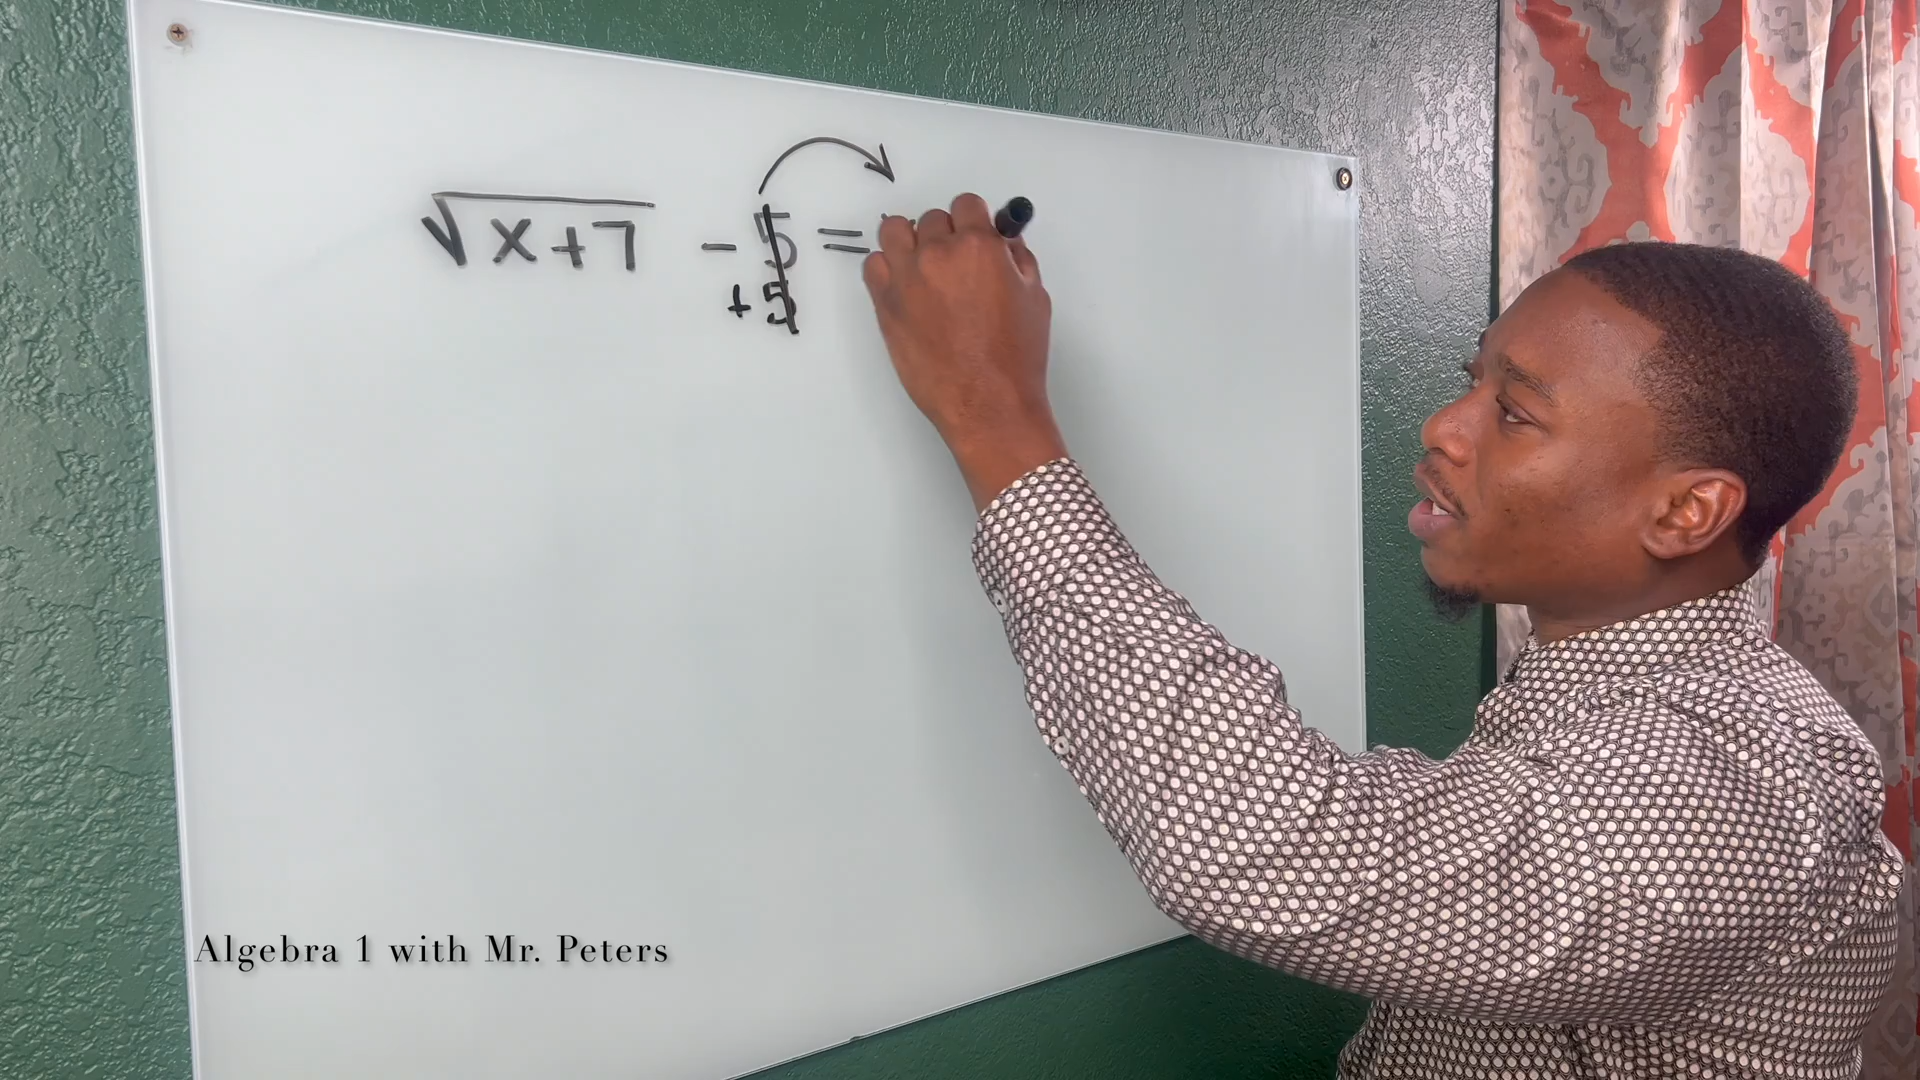 √x+7 - 5 =
+ 5
Algebra 1 with Mr. Peters